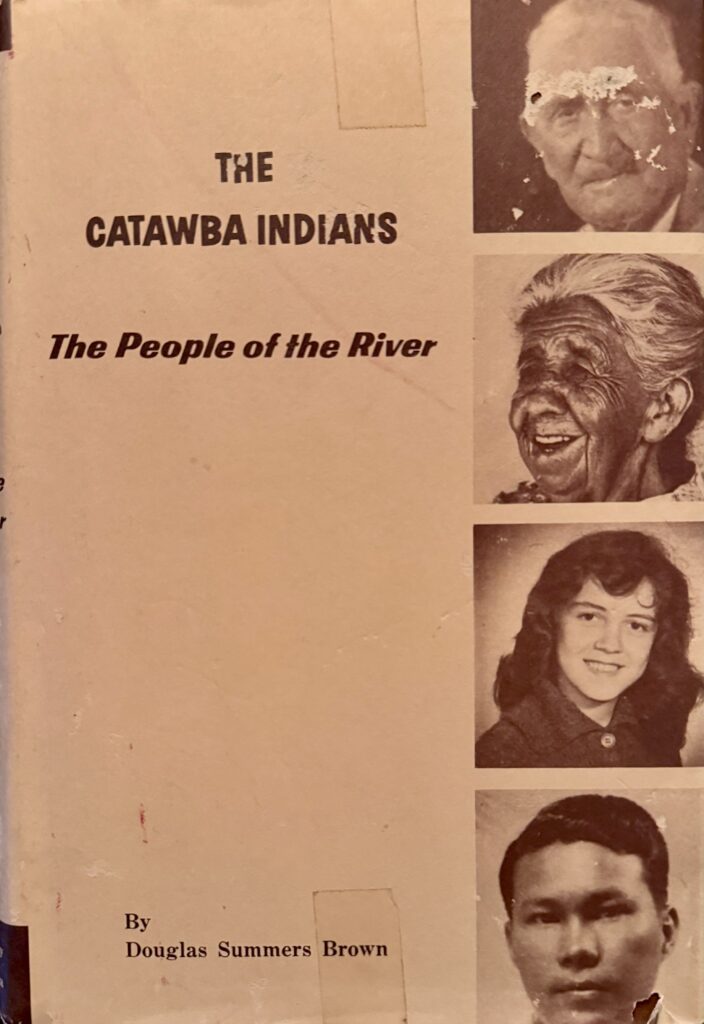 THE
CATAWBA INDIANS
The People of the River
By
Douglas Summers Brown